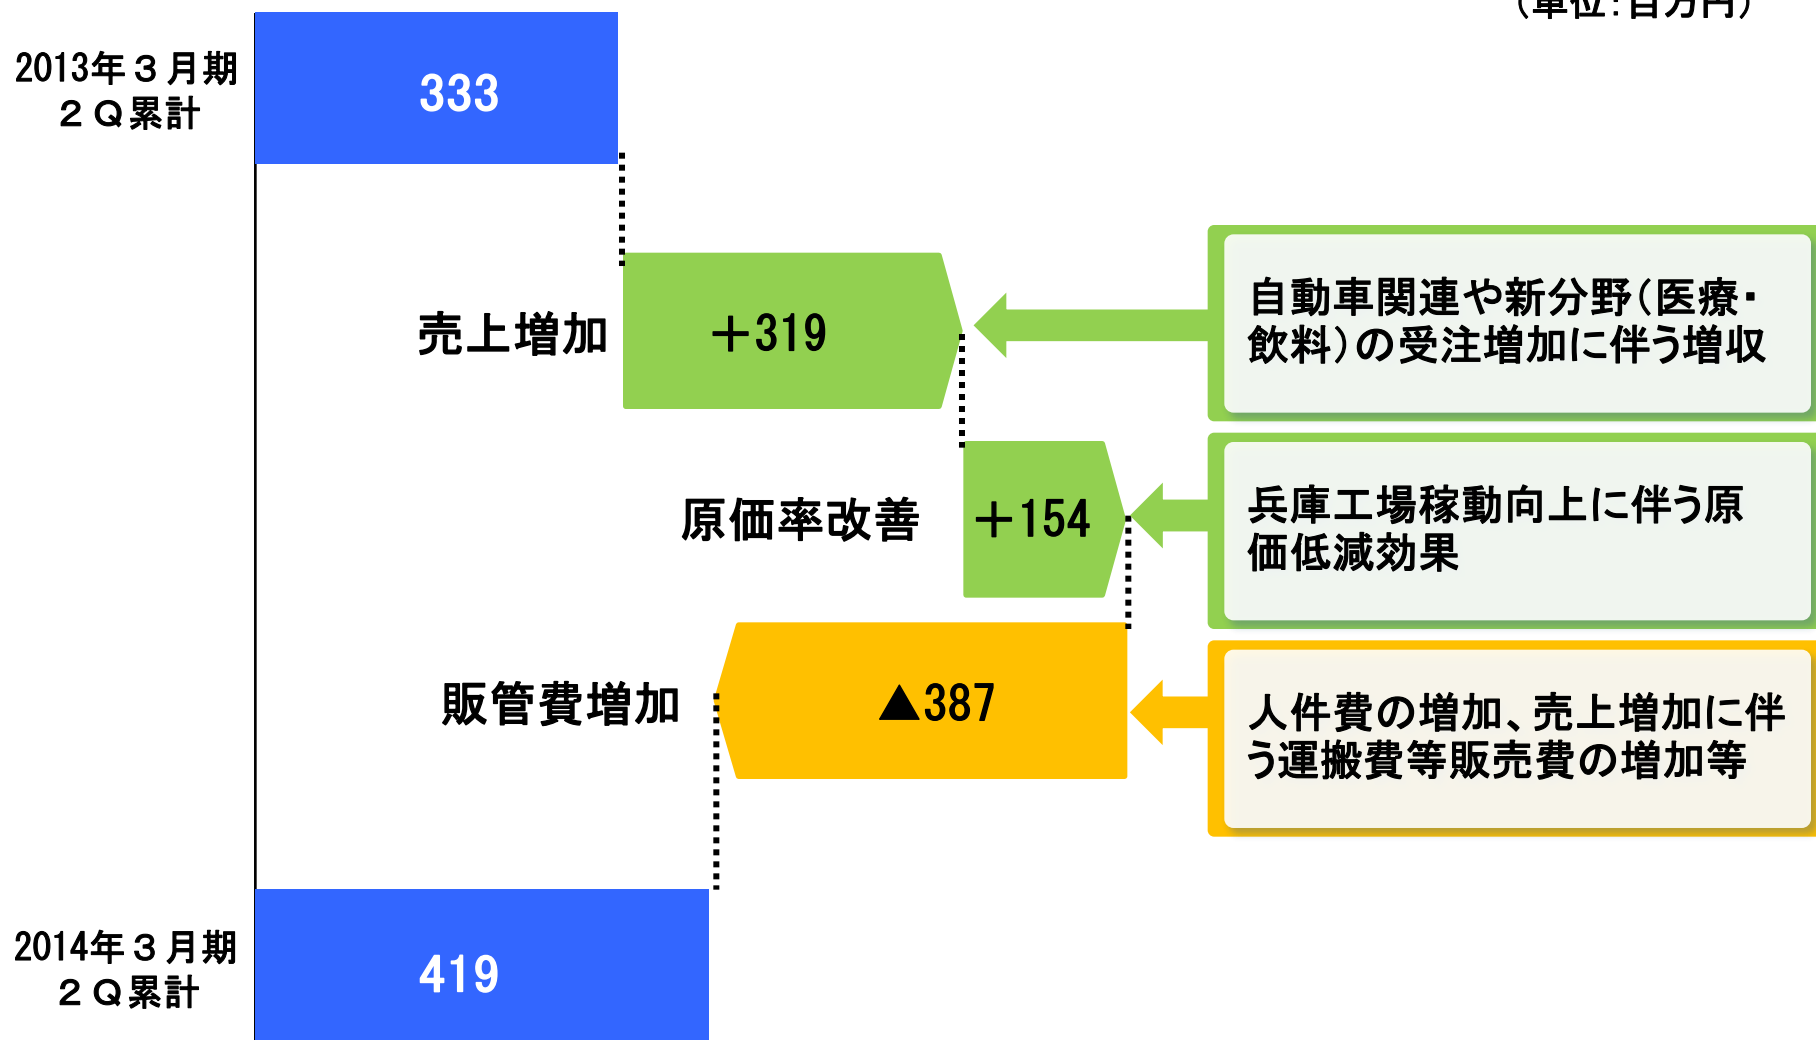 （単位：百万円）
2013年３月期
２Ｑ累計
333
売上増加
＋319
自動車関連や新分野（医療・
飲料）の受注増加に伴う増収
原価率改善
＋154
兵庫工場稼動向上に伴う原
価低減効果
販管費増加
▲387
人件費の増加、売上増加に伴
う運搬費等販売費の増加等
2014年３月期
２Ｑ累計
419